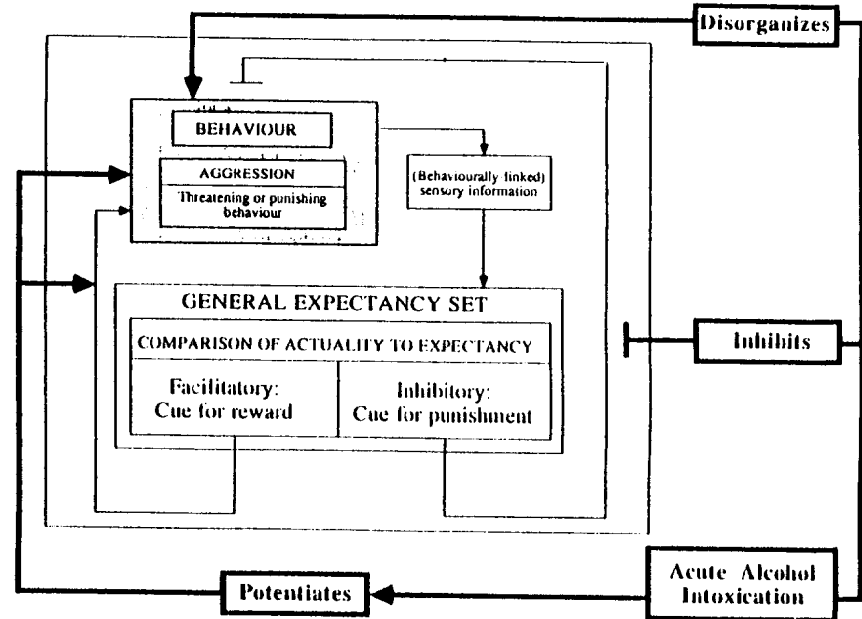 Disorganizes
BEHAVIOUR
AGGRESSION
Threatening or punishing
behaviour
(Behaviourally-linked)
sensory information
GENERAL EXPECTANCY SET
COMPARISON OF ACTUALITY TO EXPECTANCY
Facilitatory:
Cue for reward
Inhibitory:
Cue for punishment
Inhibits
Potentiates
Acute Alcohol
Intoxication